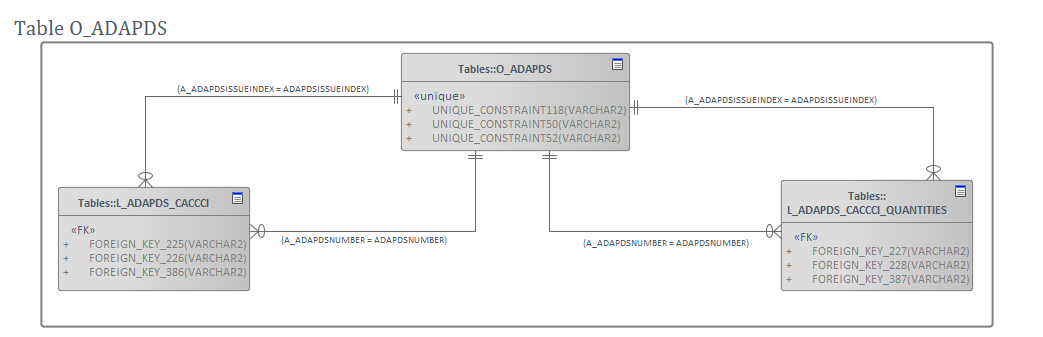 Table O_ADAPDS
Tables::O_ADAPDS
«unique»
+ UNIQUE_CONSTRAINT118(VARCHAR2)
+ UNIQUE_CONSTRAINT50(VARCHAR2)
+ UNIQUE_CONSTRAINT52(VARCHAR2)
(A_ADAPDSISSUEINDEX = ADAPDSISSUEINDEX)
(A_ADAPDSISSUEINDEX = ADAPDSISSUEINDEX)
Tables::L_ADAPDS_CACCCI
«FK»
+ FOREIGN_KEY_225(VARCHAR2)
+ FOREIGN_KEY_226(VARCHAR2)
+ FOREIGN_KEY_386(VARCHAR2)
(A_ADAPDSNUMBER = ADAPDSNUMBER)
(A_ADAPDSNUMBER = ADAPDSNUMBER)
Tables::
L_ADAPDS_CACCCI_QUANTITIES
«FK»
+ FOREIGN_KEY_227(VARCHAR2)
+ FOREIGN_KEY_228(VARCHAR2)
+ FOREIGN_KEY_387(VARCHAR2)